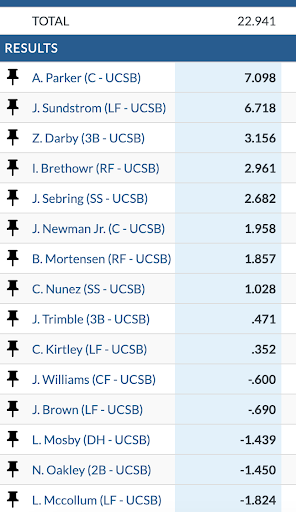 TOTAL 22.941
RESULTS
A. Parker (C - UCSB) 7.098
J. Sundstrom (LF - UCSB) 6.718
Z. Darby (3B - UCSB) 3.156
I. Brethowr (RF - UCSB) 2.961
J. Sebring (SS - UCSB) 2.682
J. Newman Jr. (C - UCSB) 1.958
B. Mortensen (RF - UCSB) 1.857
C. Nunez (SS - UCSB) 1.028
J. Trimble (3B - UCSB) .471
C. Kirtley (LF - UCSB) .352
J. Williams (CF - UCSB) -.600
J. Brown (LF - UCSB) -.690
L. Mosby (DH - UCSB) -1.439
N. Oakley (2B - UCSB) -1.450
L. Mccollum (LF - UCSB) -1.824